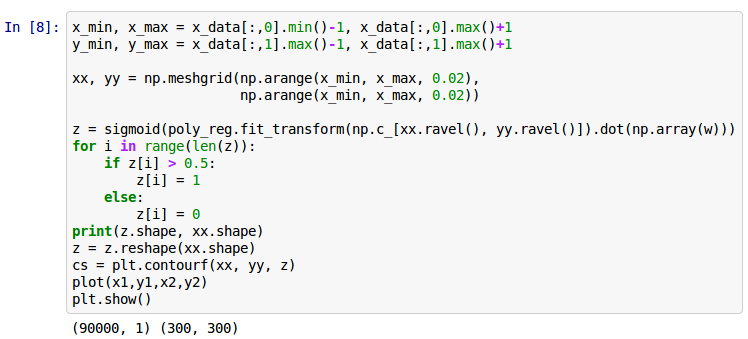 In [8]: x_min, x_max = x_data[:,0].min()-1, x_data[:,0].max()+1
y_min, y_max = x_data[:,1].max()-1, x_data[:,1].max()+1

xx, yy = np.meshgrid(np.arange(x_min, x_max, 0.02),
                     np.arange(x_min, x_max, 0.02))

z = sigmoid(poly_reg.fit_transform(np.c_[xx.ravel(), yy.ravel()]).dot(np.array(w)))
for i in range(len(z)):
    if z[i] > 0.5:
        z[i] = 1
    else:
        z[i] = 0
print(z.shape, xx.shape)
z = z.reshape(xx.shape)
cs = plt.contourf(xx, yy, z)
plot(x1,y1,x2,y2)
plt.show()
(90000, 1) (300, 300)